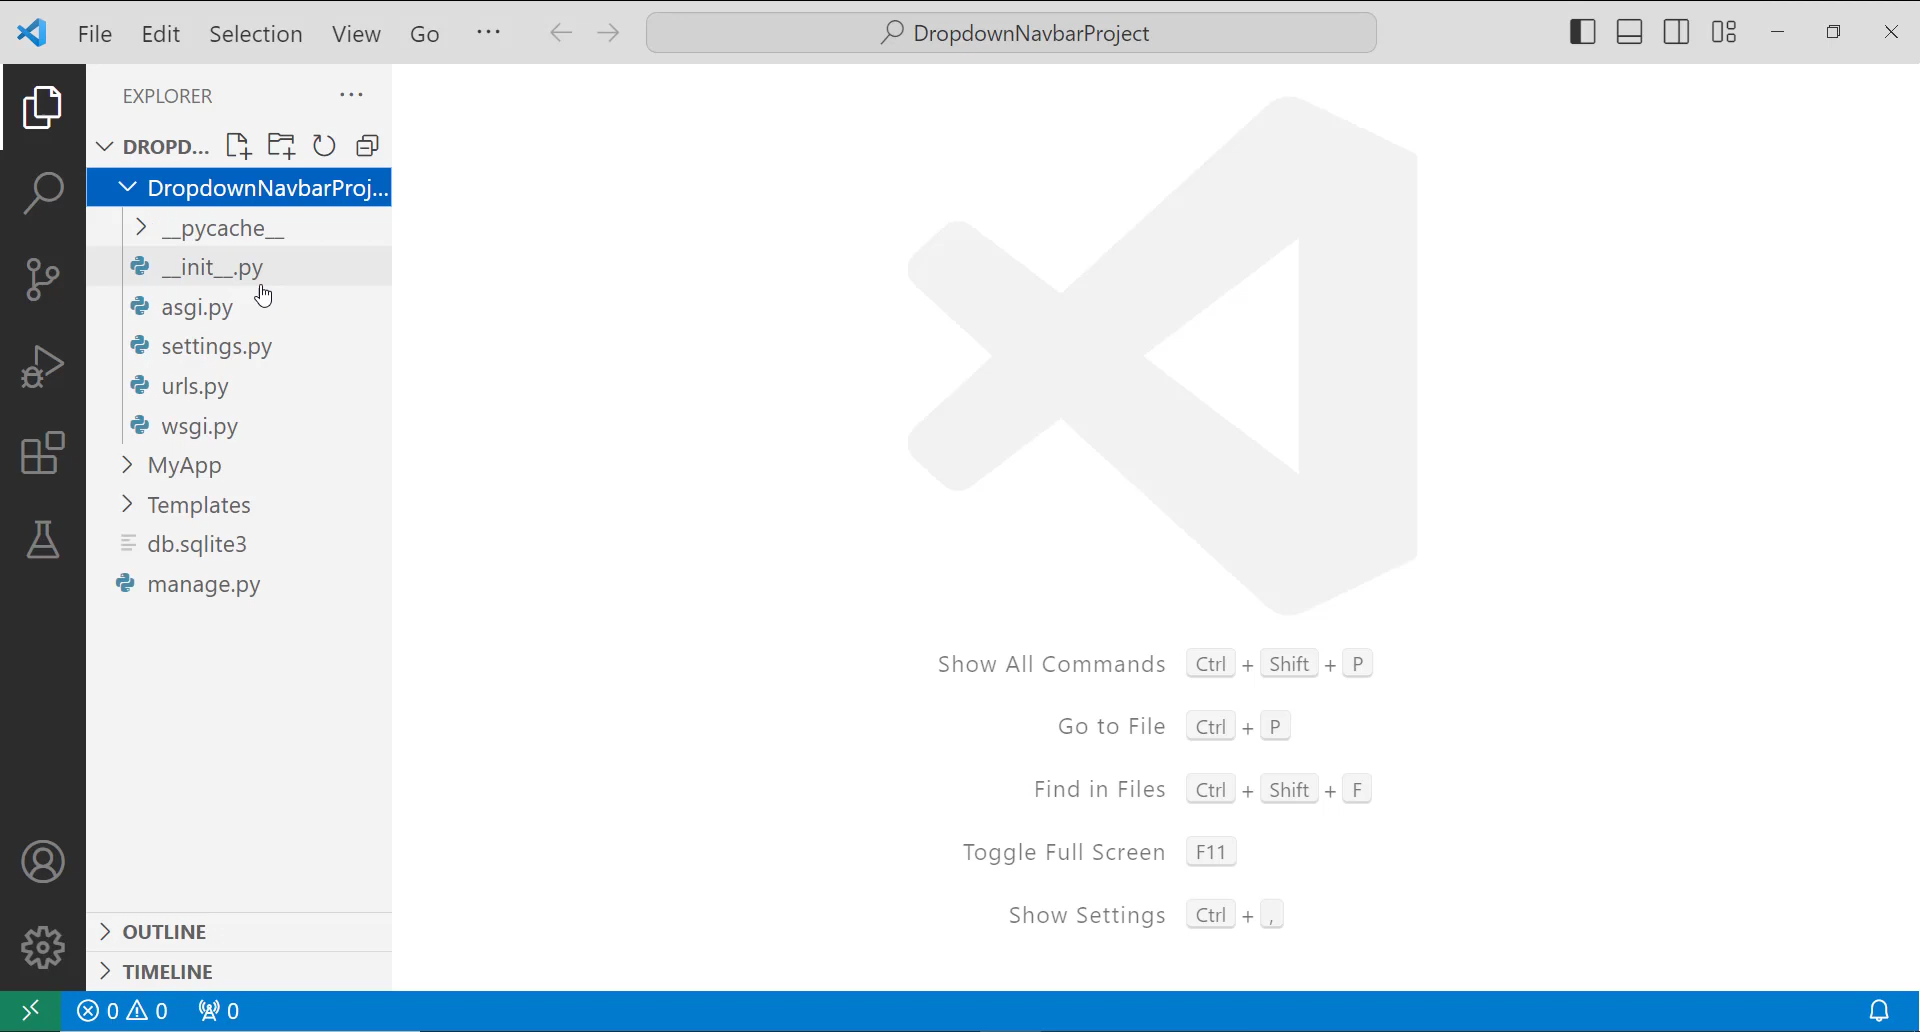 File Edit Selection View Go ··· DropdownNavbarProject
EXPLORER ···
DROPD...
DropdownNavbarProj...
__pycache__
__init__.py
asgi.py
settings.py
urls.py
wsgi.py
MyApp
Templates
db.sqlite3
manage.py
Show All Commands Ctrl + Shift + P
Go to File Ctrl + P
Find in Files Ctrl + Shift + F
Toggle Full Screen F11
Show Settings Ctrl + ,
OUTLINE
TIMELINE
0 0 0